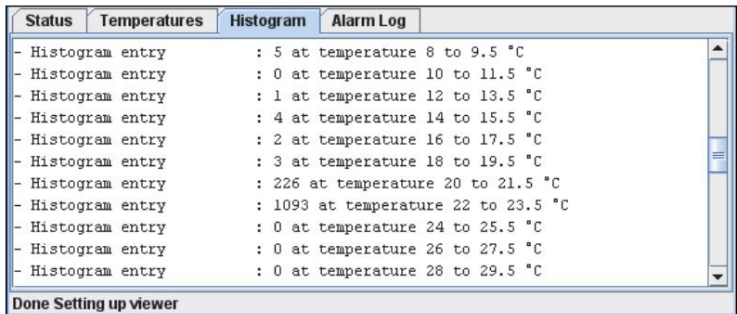 Status Temperatures Histogram Alarm Log
- Histogram entry : 5 at temperature 8 to 9.5 °C
- Histogram entry : 0 at temperature 10 to 11.5 °C
- Histogram entry : 1 at temperature 12 to 13.5 °C
- Histogram entry : 4 at temperature 14 to 15.5 °C
- Histogram entry : 2 at temperature 16 to 17.5 °C
- Histogram entry : 3 at temperature 18 to 19.5 °C
- Histogram entry : 226 at temperature 20 to 21.5 °C
- Histogram entry : 1093 at temperature 22 to 23.5 °C
- Histogram entry : 0 at temperature 24 to 25.5 °C
- Histogram entry : 0 at temperature 26 to 27.5 °C
- Histogram entry : 0 at temperature 28 to 29.5 °C
Done Setting up viewer